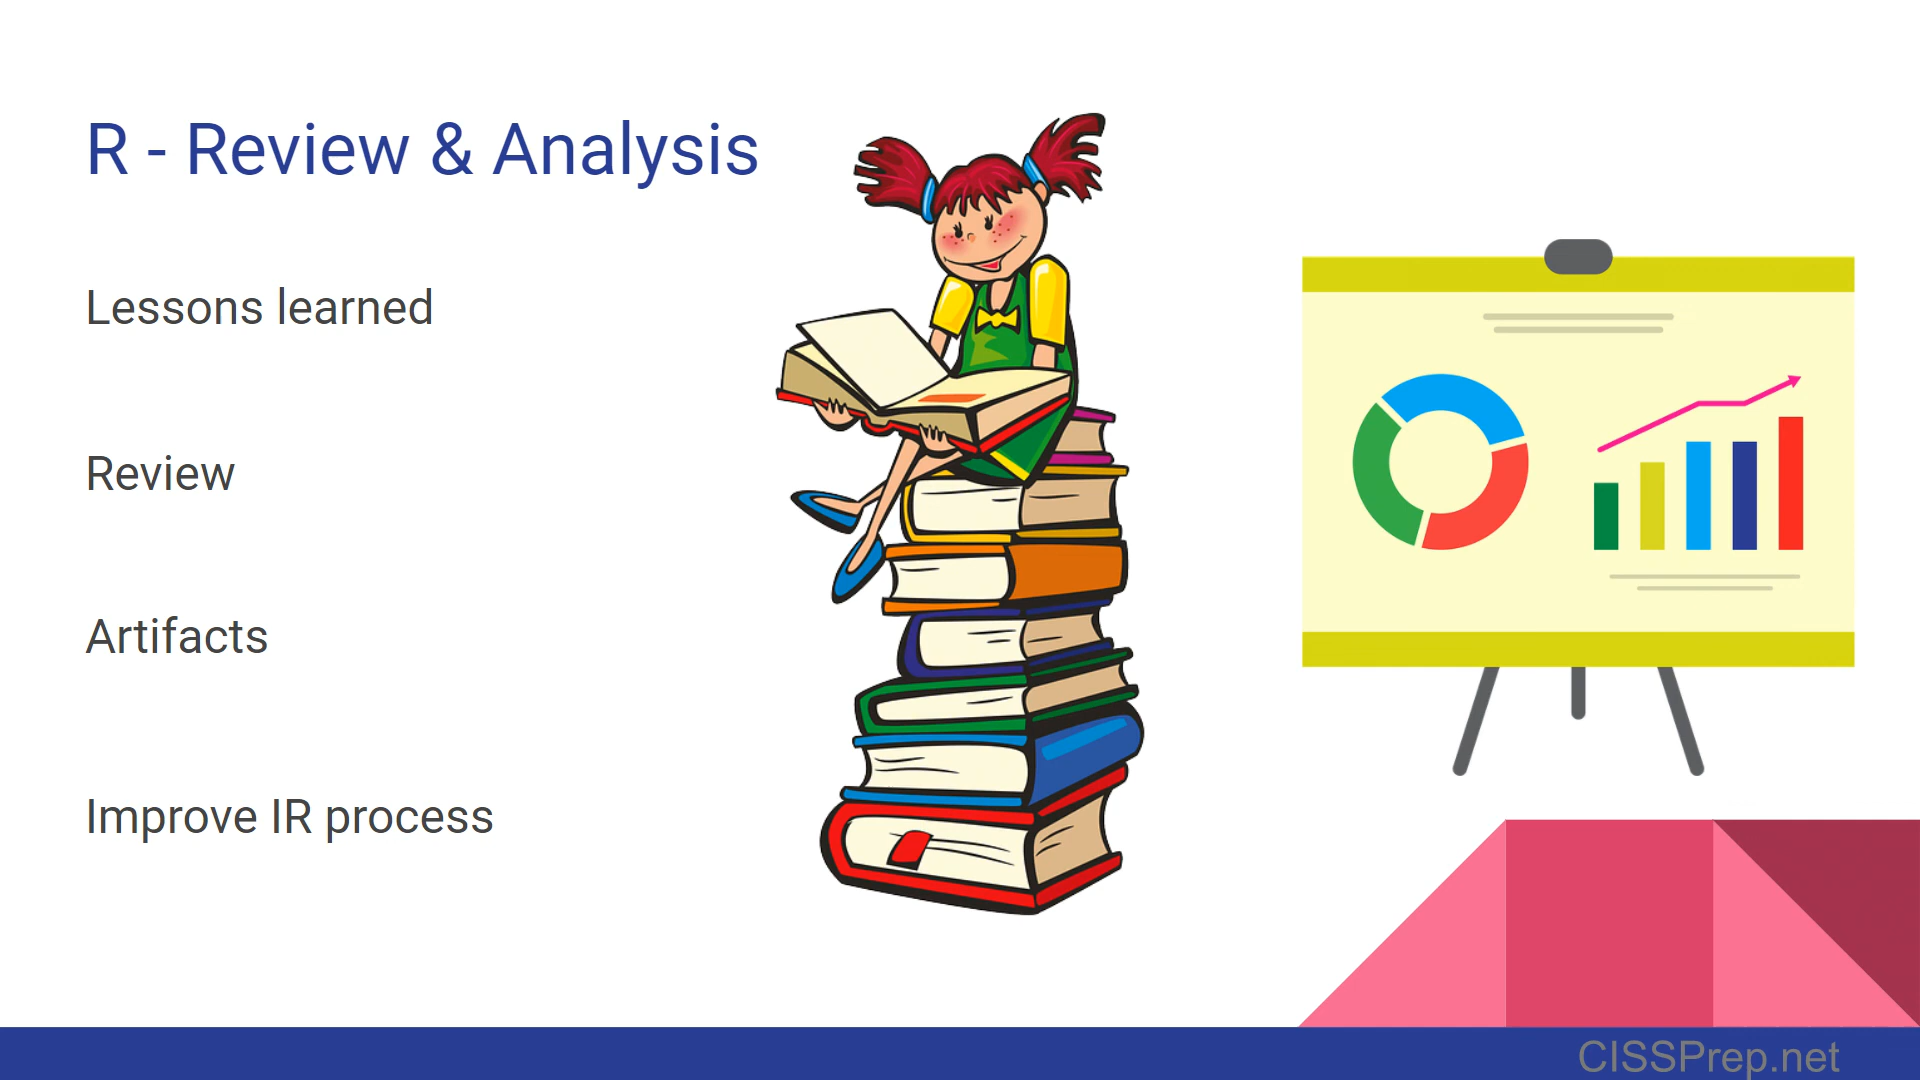 R - Review & Analysis
Lessons learned
Review
Artifacts
Improve IR process
CISSPrep.net